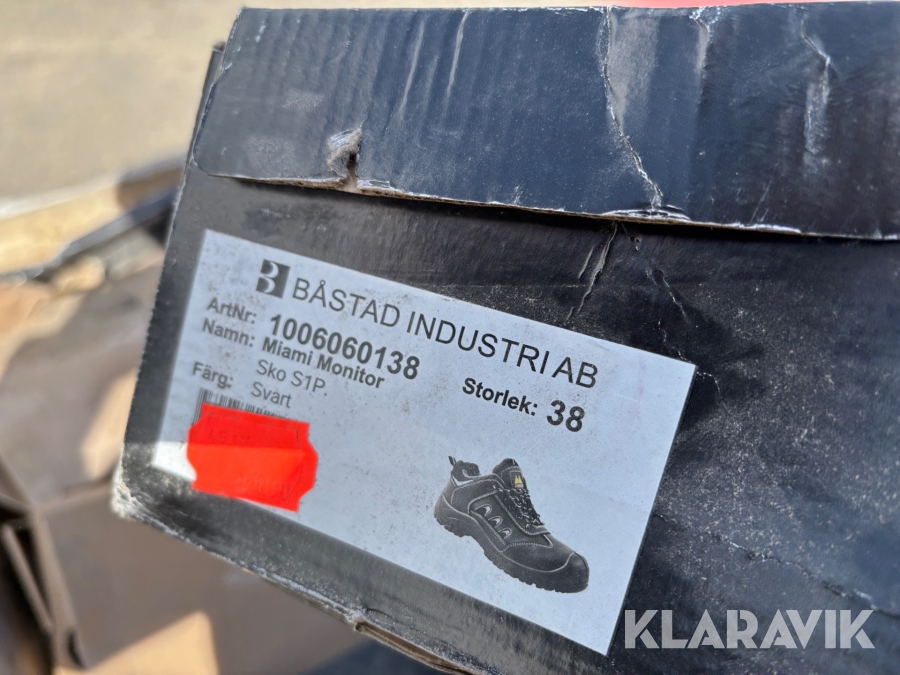 BÅSTAD INDUSTRI AB
ArtNr: 1006060138
Namn: Miami Monitor
Storlek: 38
Sko S1P
Färg: Svart
KLARAVIK